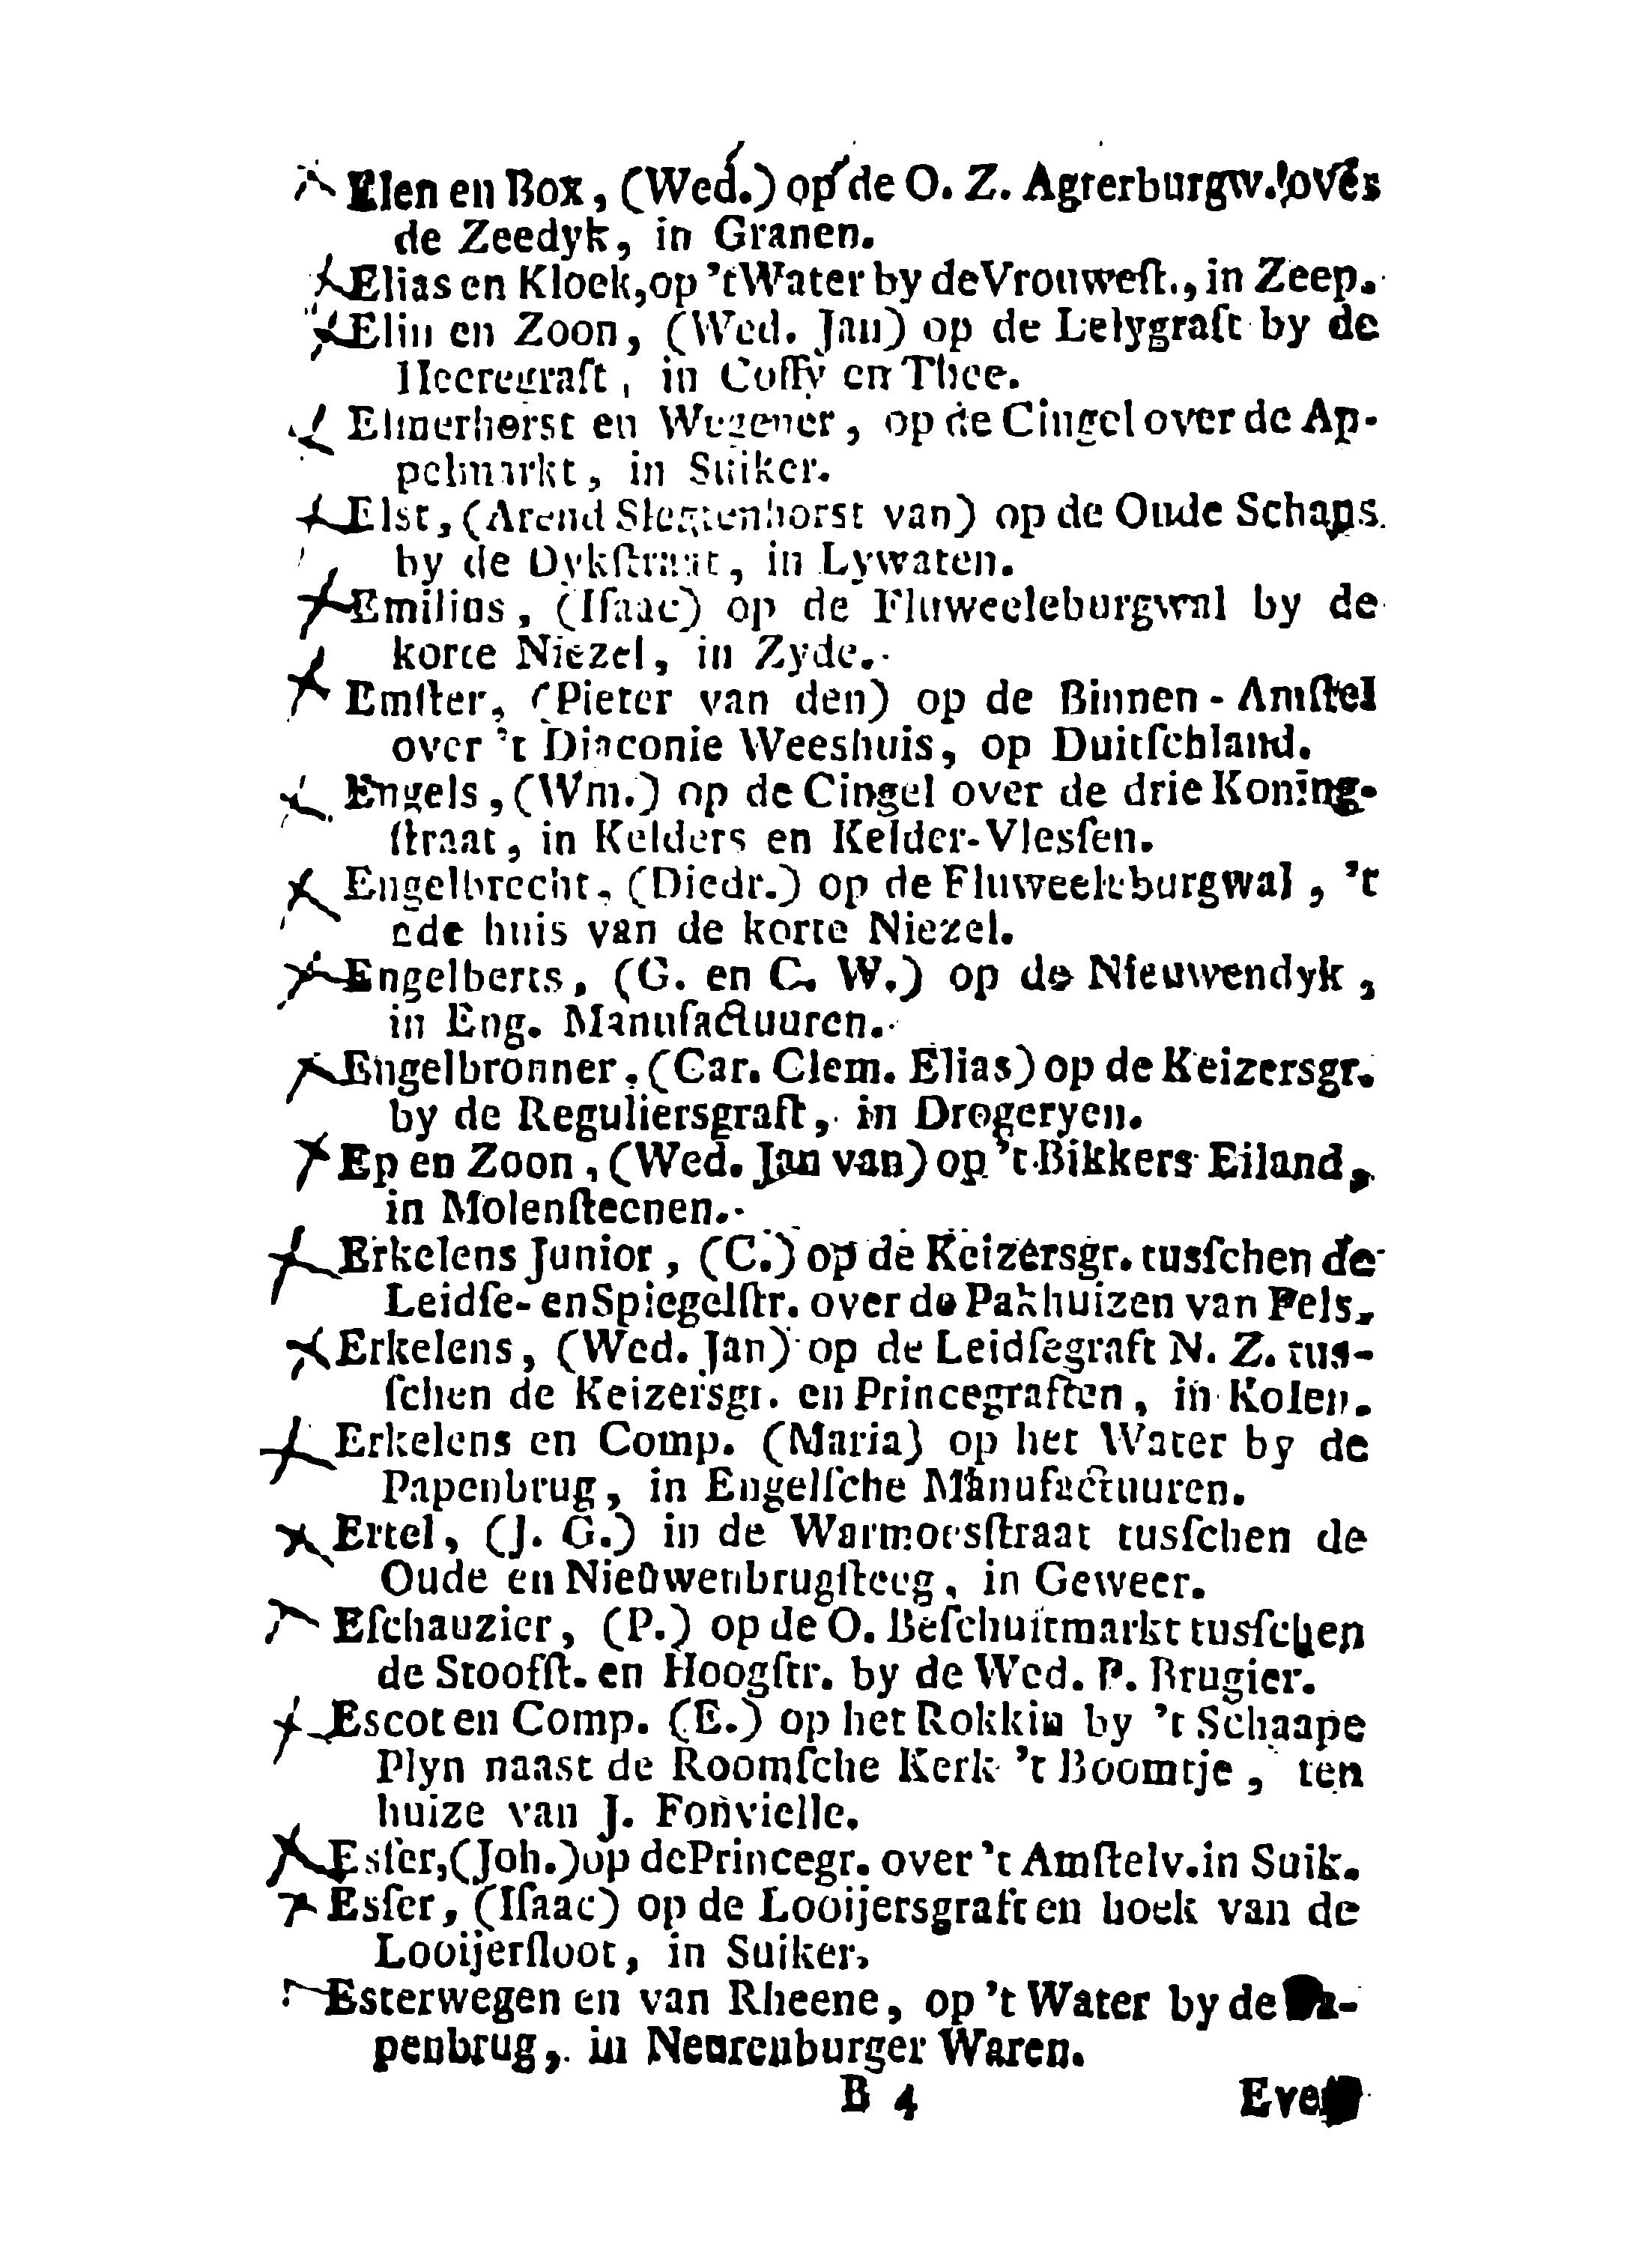 Elen en Box, (Wed.) op de O. Z. Agterburgw. over
de Zeedyk, in Granen.
Elias en Kloek, op 't Water by de Vrouweſt., in Zeep.
Elin en Zoon, (Wed. Jan) op de Lelygraft by de
Heeregraft, in Coffy en Thee.
Elmerhorst en Wegener, op de Cingel over de Ap-
pelmarkt, in Suiker.
Elst, (Arend Slegtenhorst van) op de Oude Schans
by de Dykſtraat, in Lywaten.
Emilius, (Iſaac) op de Fluweeleburgwal by de
korte Niezel, in Zyde.
Emſter, (Pieter van den) op de Binnen-Amſtel
over 't Diaconie Weeshuis, op Duitſchland.
Engels, (Wm.) op de Cingel over de drie Koning-
ſtraat, in Kelders en Kelder-Vlesſen.
Engelbrecht, (Diedr.) op de Fluweeleburgwal, 't
2de huis van de korte Niezel.
Engelberts, (G. en C. W.) op de Nieuwendyk,
in Eng. Manufactuuren.
Engelbronner, (Car. Clem. Elias) op de Keizersgr.
by de Reguliersgraft, in Drogeryen.
Ep en Zoon, (Wed. Jan van) op 't Bikkers Eiland,
in Molenſteenen.
Erkelens Junior, (C.) op de Keizersgr. tusſchen de
Leidſe- en Spiegelſtr. over de Pakhuizen van Pels.
Erkelens, (Wed. Jan) op de Leidſegraft N. Z. tus-
ſchen de Keizersgr. en Princegraften, in Kolen.
Erkelens en Comp. (Maria) op het Water by de
Papenbrug, in Engelſche Manufactuuren.
Ertel, (J. G.) in de Warmoesſtraat tusſchen de
Oude en Nieuwenbrugſteeg, in Geweer.
Eſchauzier, (P.) op de O. Beſchuitmarkt tusſchen
de Stoofſt. en Hoogſtr. by de Wed. P. Brugier.
Escot en Comp. (E.) op het Rokkin by 't Schaape
Plyn naast de Roomſche Kerk 't Boomtje, ten
huize van J. Fonvielle.
Esſer, (Joh.) op de Princegr. over 't Amſtelv. in Suik.
Esſer, (Iſaac) op de Looijersgraft en hoek van de
Looijerſloot, in Suiker,
Esterwegen en van Rheene, op 't Water by de Pa-
penbrug, in Neurenburger Waren.
B 4 Even